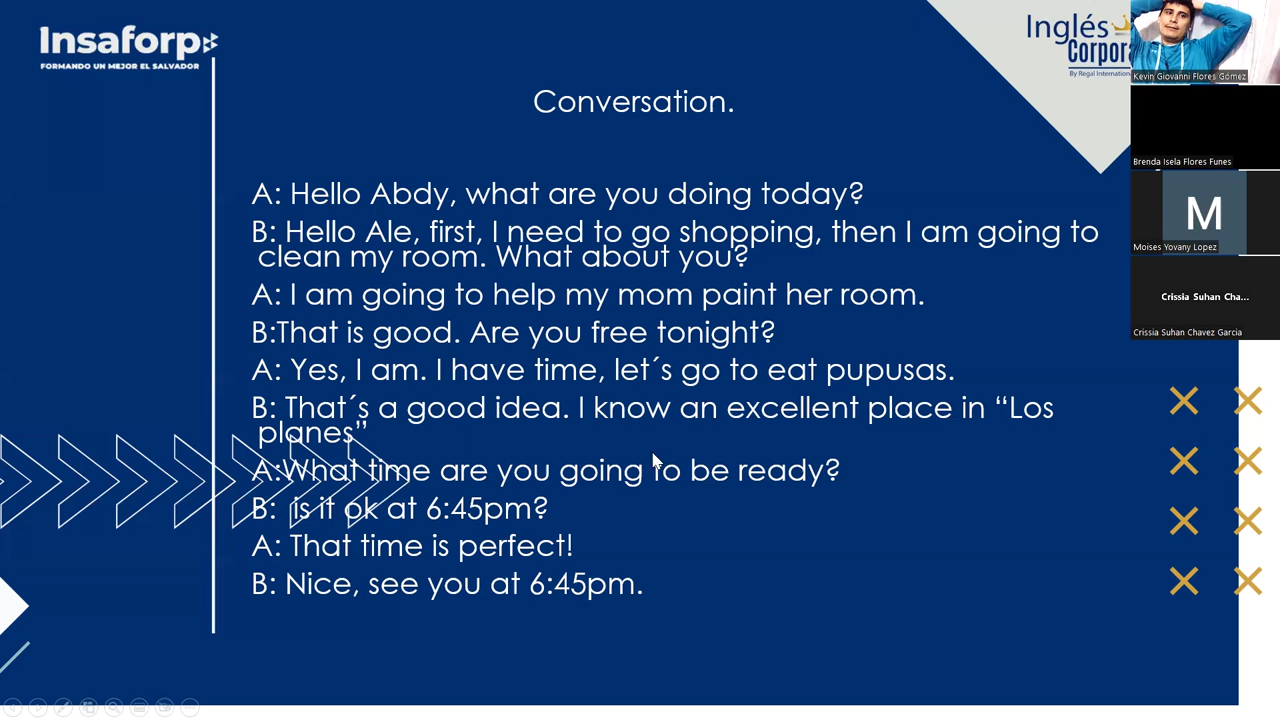 Insaforp
FORMANDO UN MEJOR EL SALVADOR
Inglés
Corpora
By Regal Internationa
Kevin Giovanni Flores Gómez
Brenda Isela Flores Funes
M
Moises Yovany Lopez
Crissia Suhan Cha...
Crissia Suhan Chavez Garcia
Conversation.
A: Hello Abdy, what are you doing today?
B: Hello Ale, first, I need to go shopping, then I am going to
clean my room. What about you?
A: I am going to help my mom paint her room.
B:That is good. Are you free tonight?
A: Yes, I am. I have time, let´s go to eat pupusas.
B: That´s a good idea. I know an excellent place in “Los
planes”
A:What time are you going to be ready?
B:  is it ok at 6:45pm?
A: That time is perfect!
B: Nice, see you at 6:45pm.